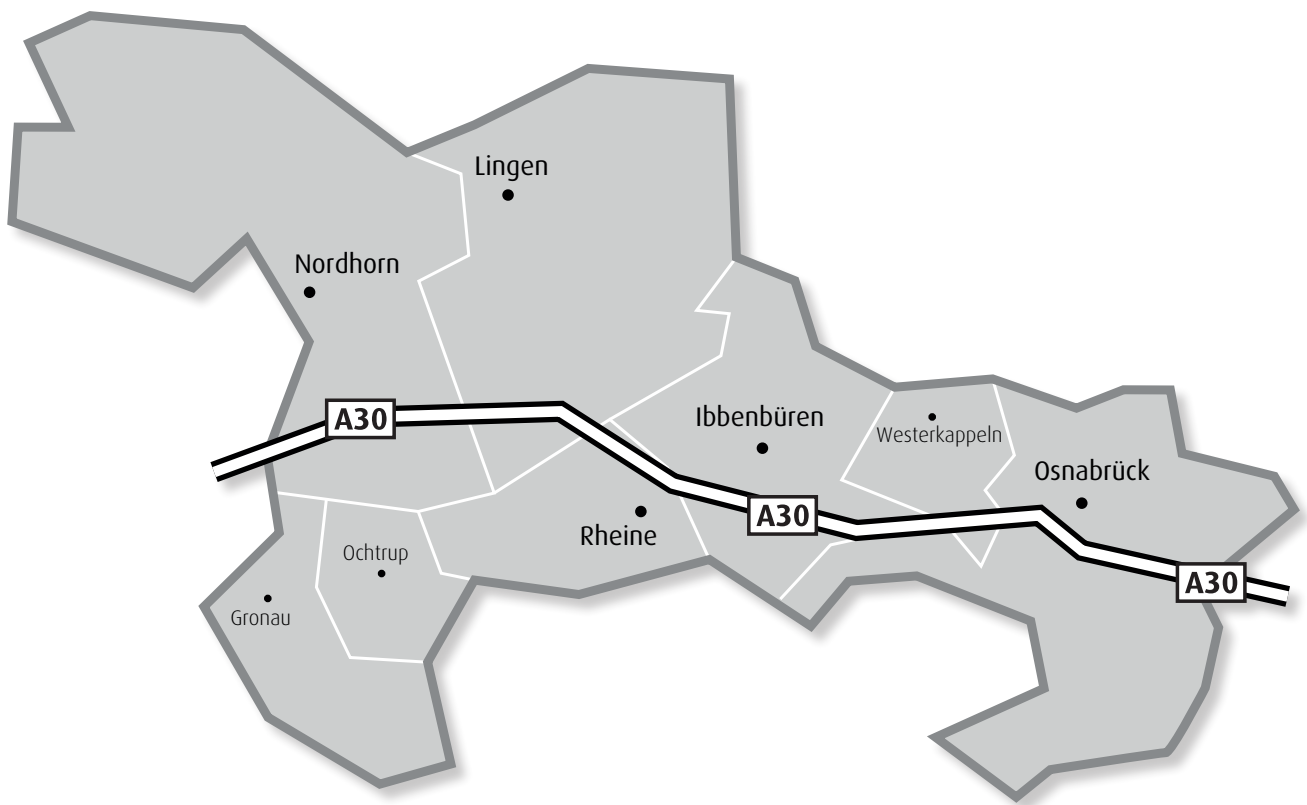 Lingen
Nordhorn
A30
Ibbenbüren
Westerkappeln
Osnabrück
A30
Rheine
Ochtrup
A30
Gronau